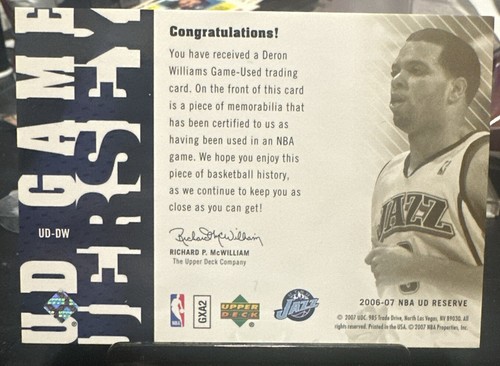 UD GAME
JERSEY
UD-DW
Congratulations!
You have received a Deron
Williams Game-Used trading
card. On the front of this card
is a piece of memorabilia that
has been certified to us as
having been used in an NBA
game. We hope you enjoy this
piece of basketball history,
as we continue to keep you as
close as you can get!
Richard P. McWilliam
RICHARD P. McWILLIAM
The Upper Deck Company
JAZZ
NBA
GXA2
UPPER
DECK
JAZZ
2006-07 NBA UD RESERVE
© 2007 UDC. 985 Trade Drive, North Las Vegas, NV 89030. All
rights reserved. Printed in the USA. © 2007 NBA Properties, Inc.